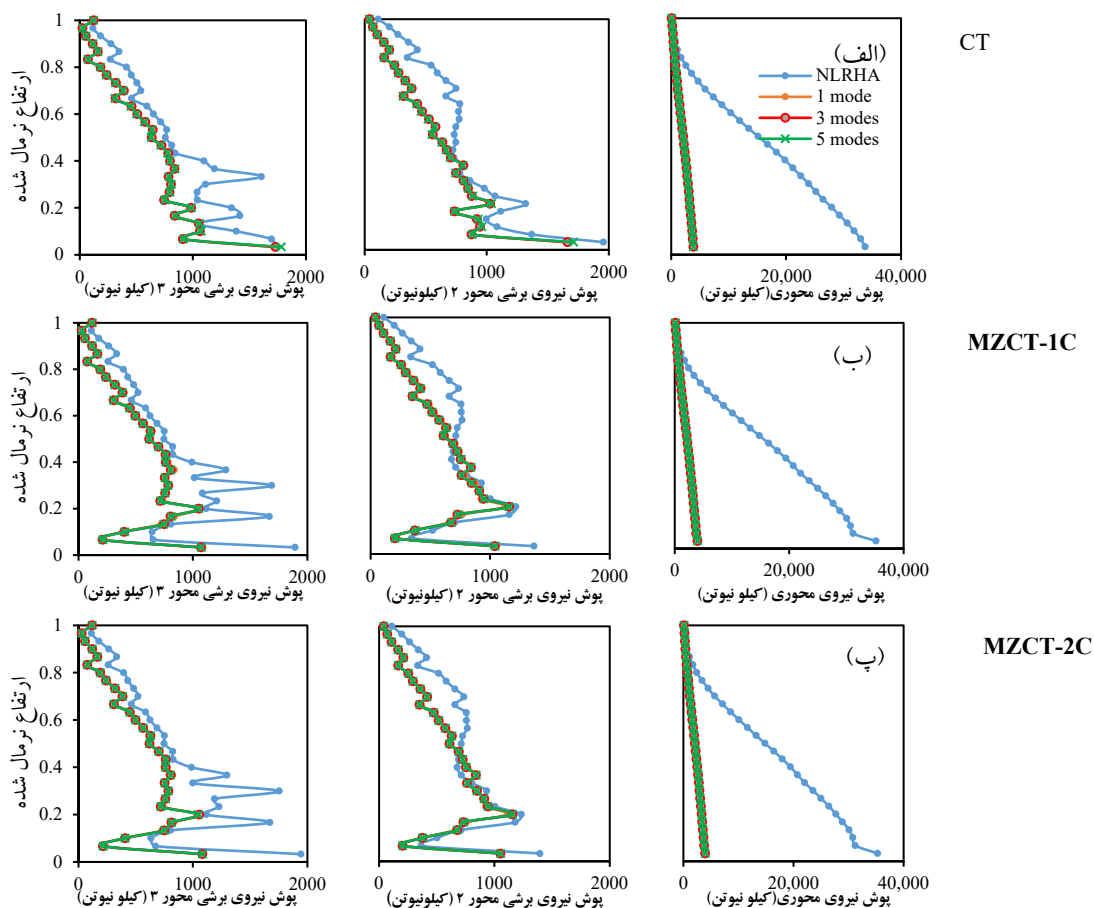 CT
ارتفاع نرمال شده
1
0.8
0.6
0.4
0.2
0
0
1000
2000
پوش نیروی برشی محور ۳ (کیلو نیوتن)
0
1000
2000
پوش نیروی برشی محور ۲ (کیلونیوتن)
(الف)
NLRHA
1 mode
3 modes
5 modes
0
20,000
40,000
پوش نیروی محوری(کیلو نیوتن)
MZCT-1C
ارتفاع نرمال شده
1
0.8
0.6
0.4
0.2
0
0
1000
2000
پوش نیروی برشی محور ۳ (کیلو نیوتن)
0
1000
2000
پوش نیروی برشی محور ۲ (کیلونیوتن)
(ب)
0
20,000
40,000
پوش نیروی محوری (کیلو نیوتن)
MZCT-2C
ارتفاع نرمال شده
1
0.8
0.6
0.4
0.2
0
0
1000
2000
پوش نیروی برشی محور ۳ (کیلو نیوتن)
0
1000
2000
پوش نیروی برشی محور ۲ (کیلونیوتن)
(پ)
0
20,000
40,000
پوش نیروی محوری(کیلو نیوتن)